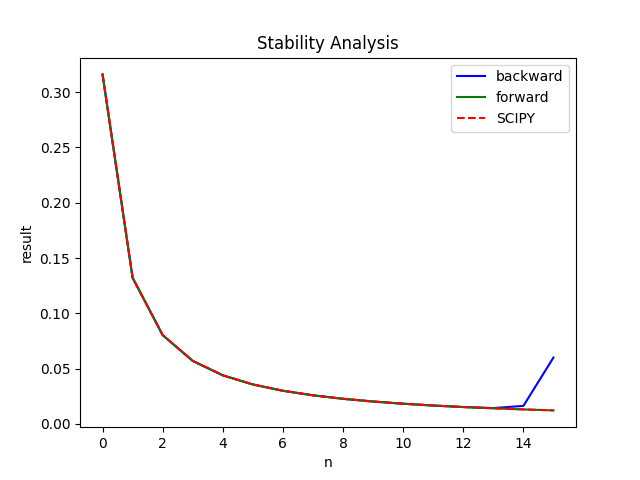 Stability Analysis
backward
forward
SCIPY
result
0.30
0.25
0.20
0.15
0.10
0.05
0.00
0 2 4 6 8 10 12 14
n